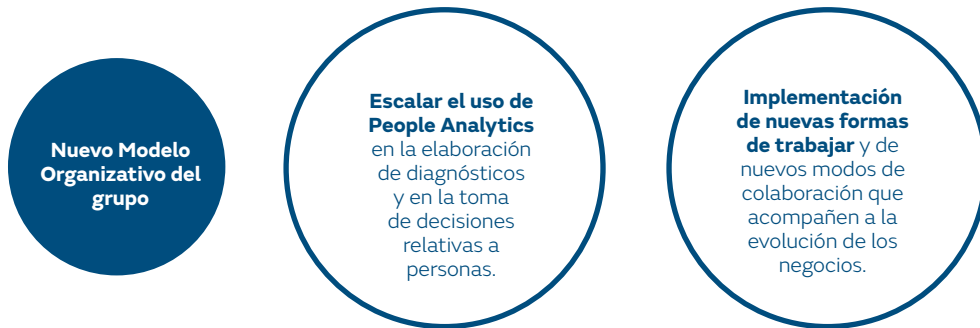 Nuevo Modelo
Organizativo del
grupo
Escalar el uso de
People Analytics
en la elaboración
de diagnósticos
y en la toma
de decisiones
relativas a
personas.
Implementación
de nuevas formas
de trabajar y de
nuevos modos de
colaboración que
acompañen a la
evolución de los
negocios.